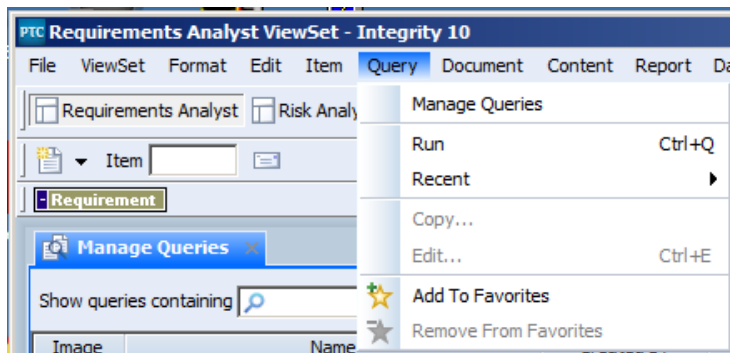 PTC Requirements Analyst ViewSet - Integrity 10
File ViewSet Format Edit Item Query Document Content Report Da
Requirements Analyst Risk Analy
Manage Queries
Run Ctrl+Q
Item
Recent
- Requirement
Copy...
Manage Queries
Edit... Ctrl+E
Show queries containing
Add To Favorites
Remove From Favorites
Image Name